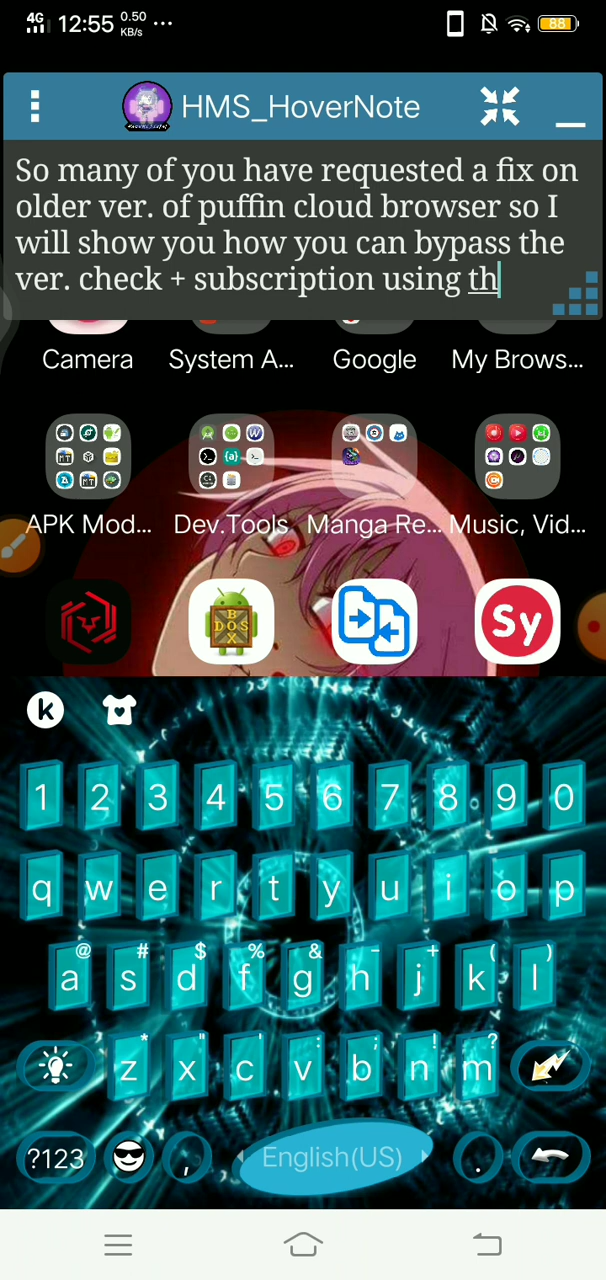 4G 12:55 0.50 KB/s ... 88
HMS_HoverNote
So many of you have requested a fix on
older ver. of puffin cloud browser so I
will show you how you can bypass the
ver. check + subscription using th
Camera System A... Google My Brows...
APK Mod... Dev.Tools Manga Re... Music, Vid...
BOX DOS Sy
k
1 2 3 4 5 6 7 8 9 0
q w e r t y u i o p
@ # $ % & - + ( )
a s d f g h j k l
* " ' : ; ! ?
z x c v b n m
?123 , English(US) .